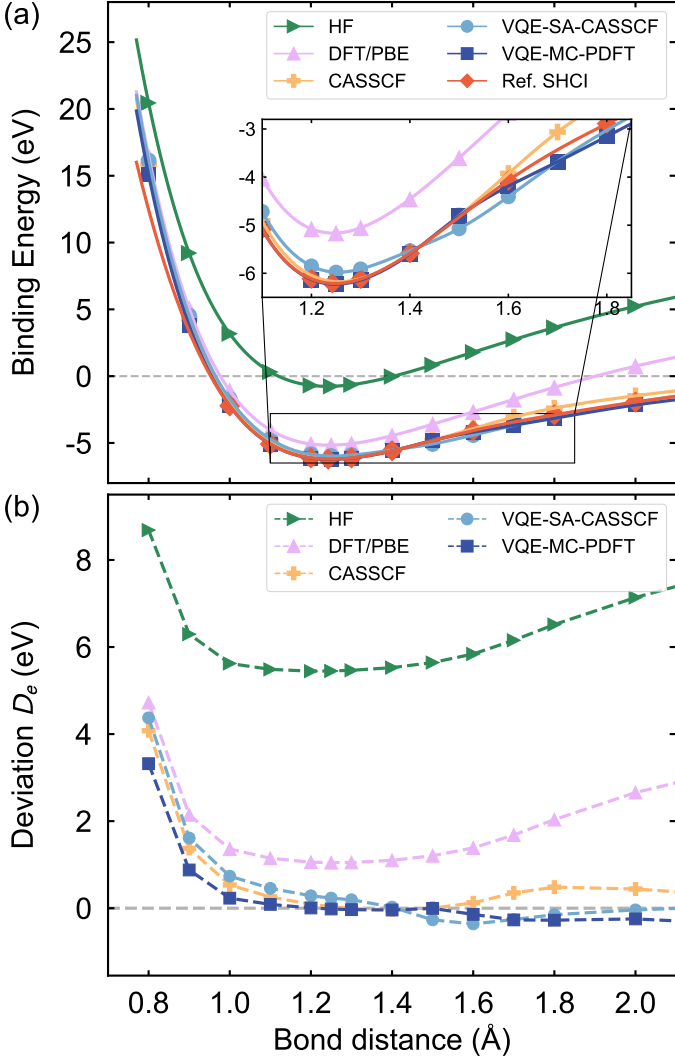 (a)
HF
DFT/PBE
CASSCF
VQE-SA-CASSCF
VQE-MC-PDFT
Ref. SHCI
Binding Energy (eV)
25
20
15
10
5
0
−5
−3
−4
−5
−6
1.2
1.4
1.6
1.8
(b)
HF
DFT/PBE
CASSCF
VQE-SA-CASSCF
VQE-MC-PDFT
Deviation De (eV)
8
6
4
2
0
0.8 1.0 1.2 1.4 1.6 1.8 2.0
Bond distance (Å)